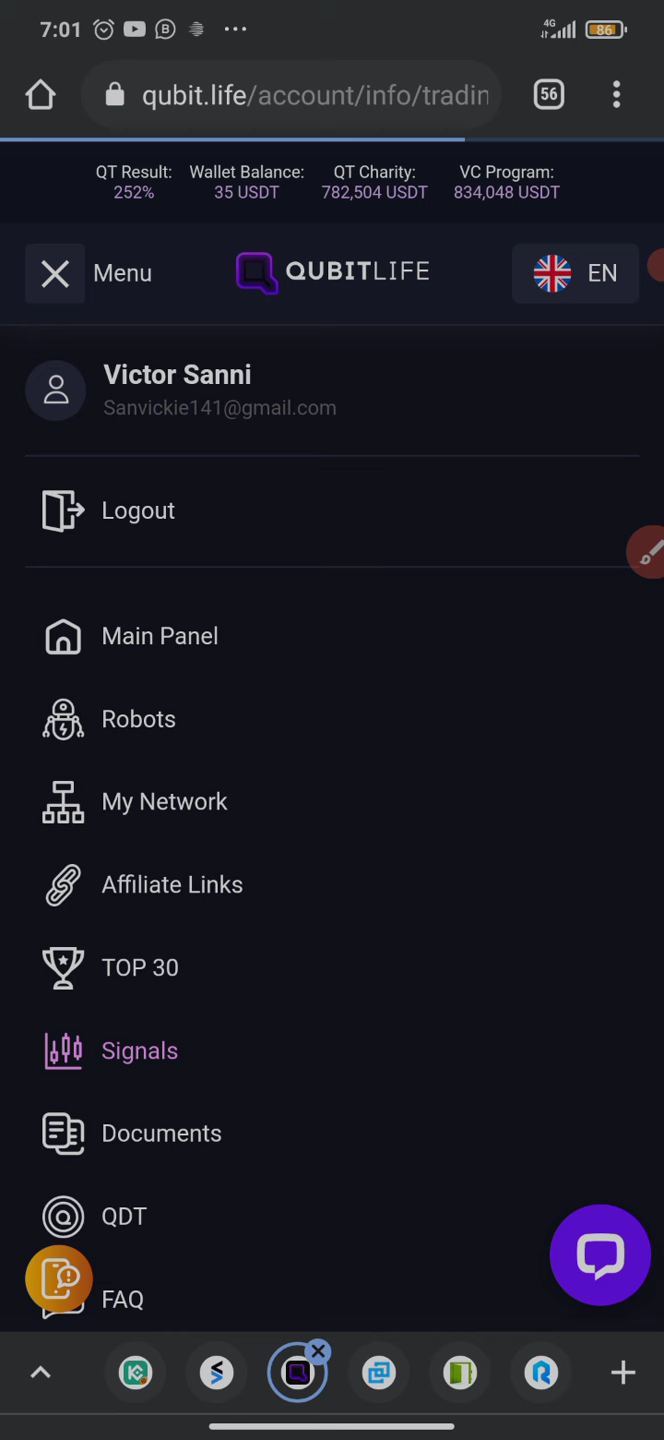 7:01
4G
86
qubit.life/account/info/tradin
56
QT Result: Wallet Balance: QT Charity: VC Program:
252% 35 USDT 782,504 USDT 834,048 USDT
Menu
QUBITLIFE
EN
Victor Sanni
Sanvickie141@gmail.com
Logout
Main Panel
Robots
My Network
Affiliate Links
TOP 30
Signals
Documents
QDT
FAQ